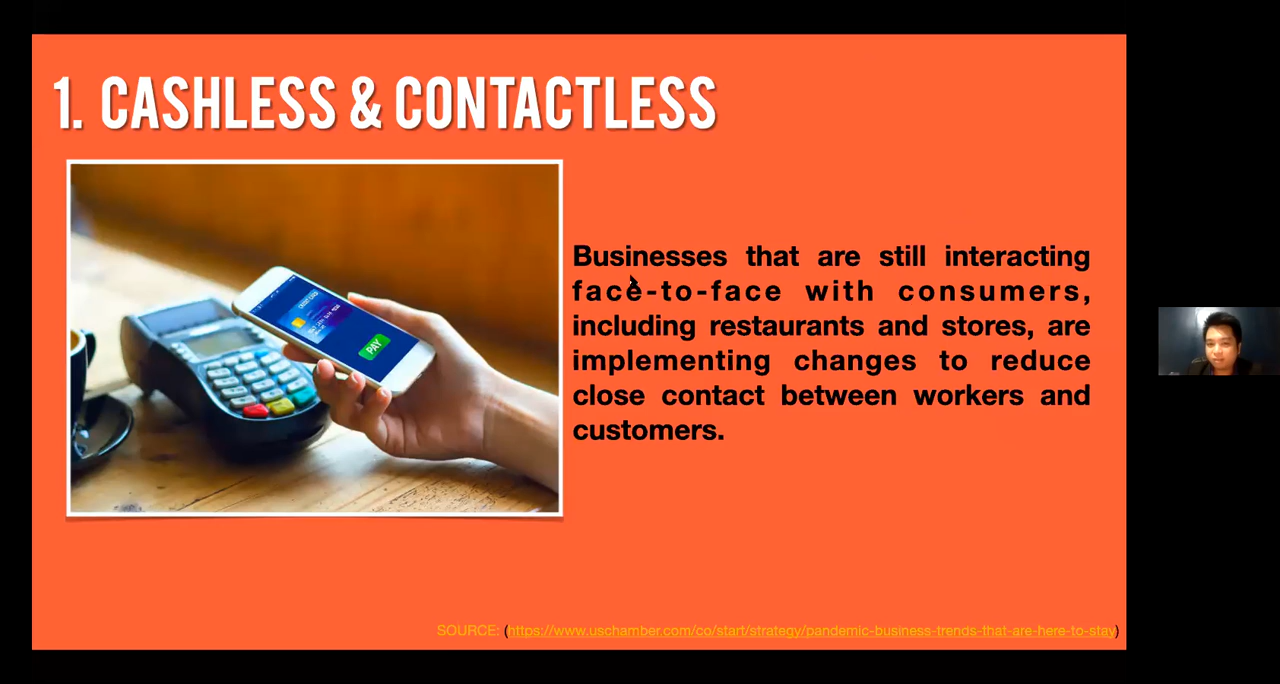 1. CASHLESS & CONTACTLESS
Businesses that are still interacting
face-to-face with consumers,
including restaurants and stores, are
implementing changes to reduce
close contact between workers and
customers.
PAY
SOURCE: (https://www.uschamber.com/co/start/strategy/pandemic-business-trends-that-are-here-to-stay)